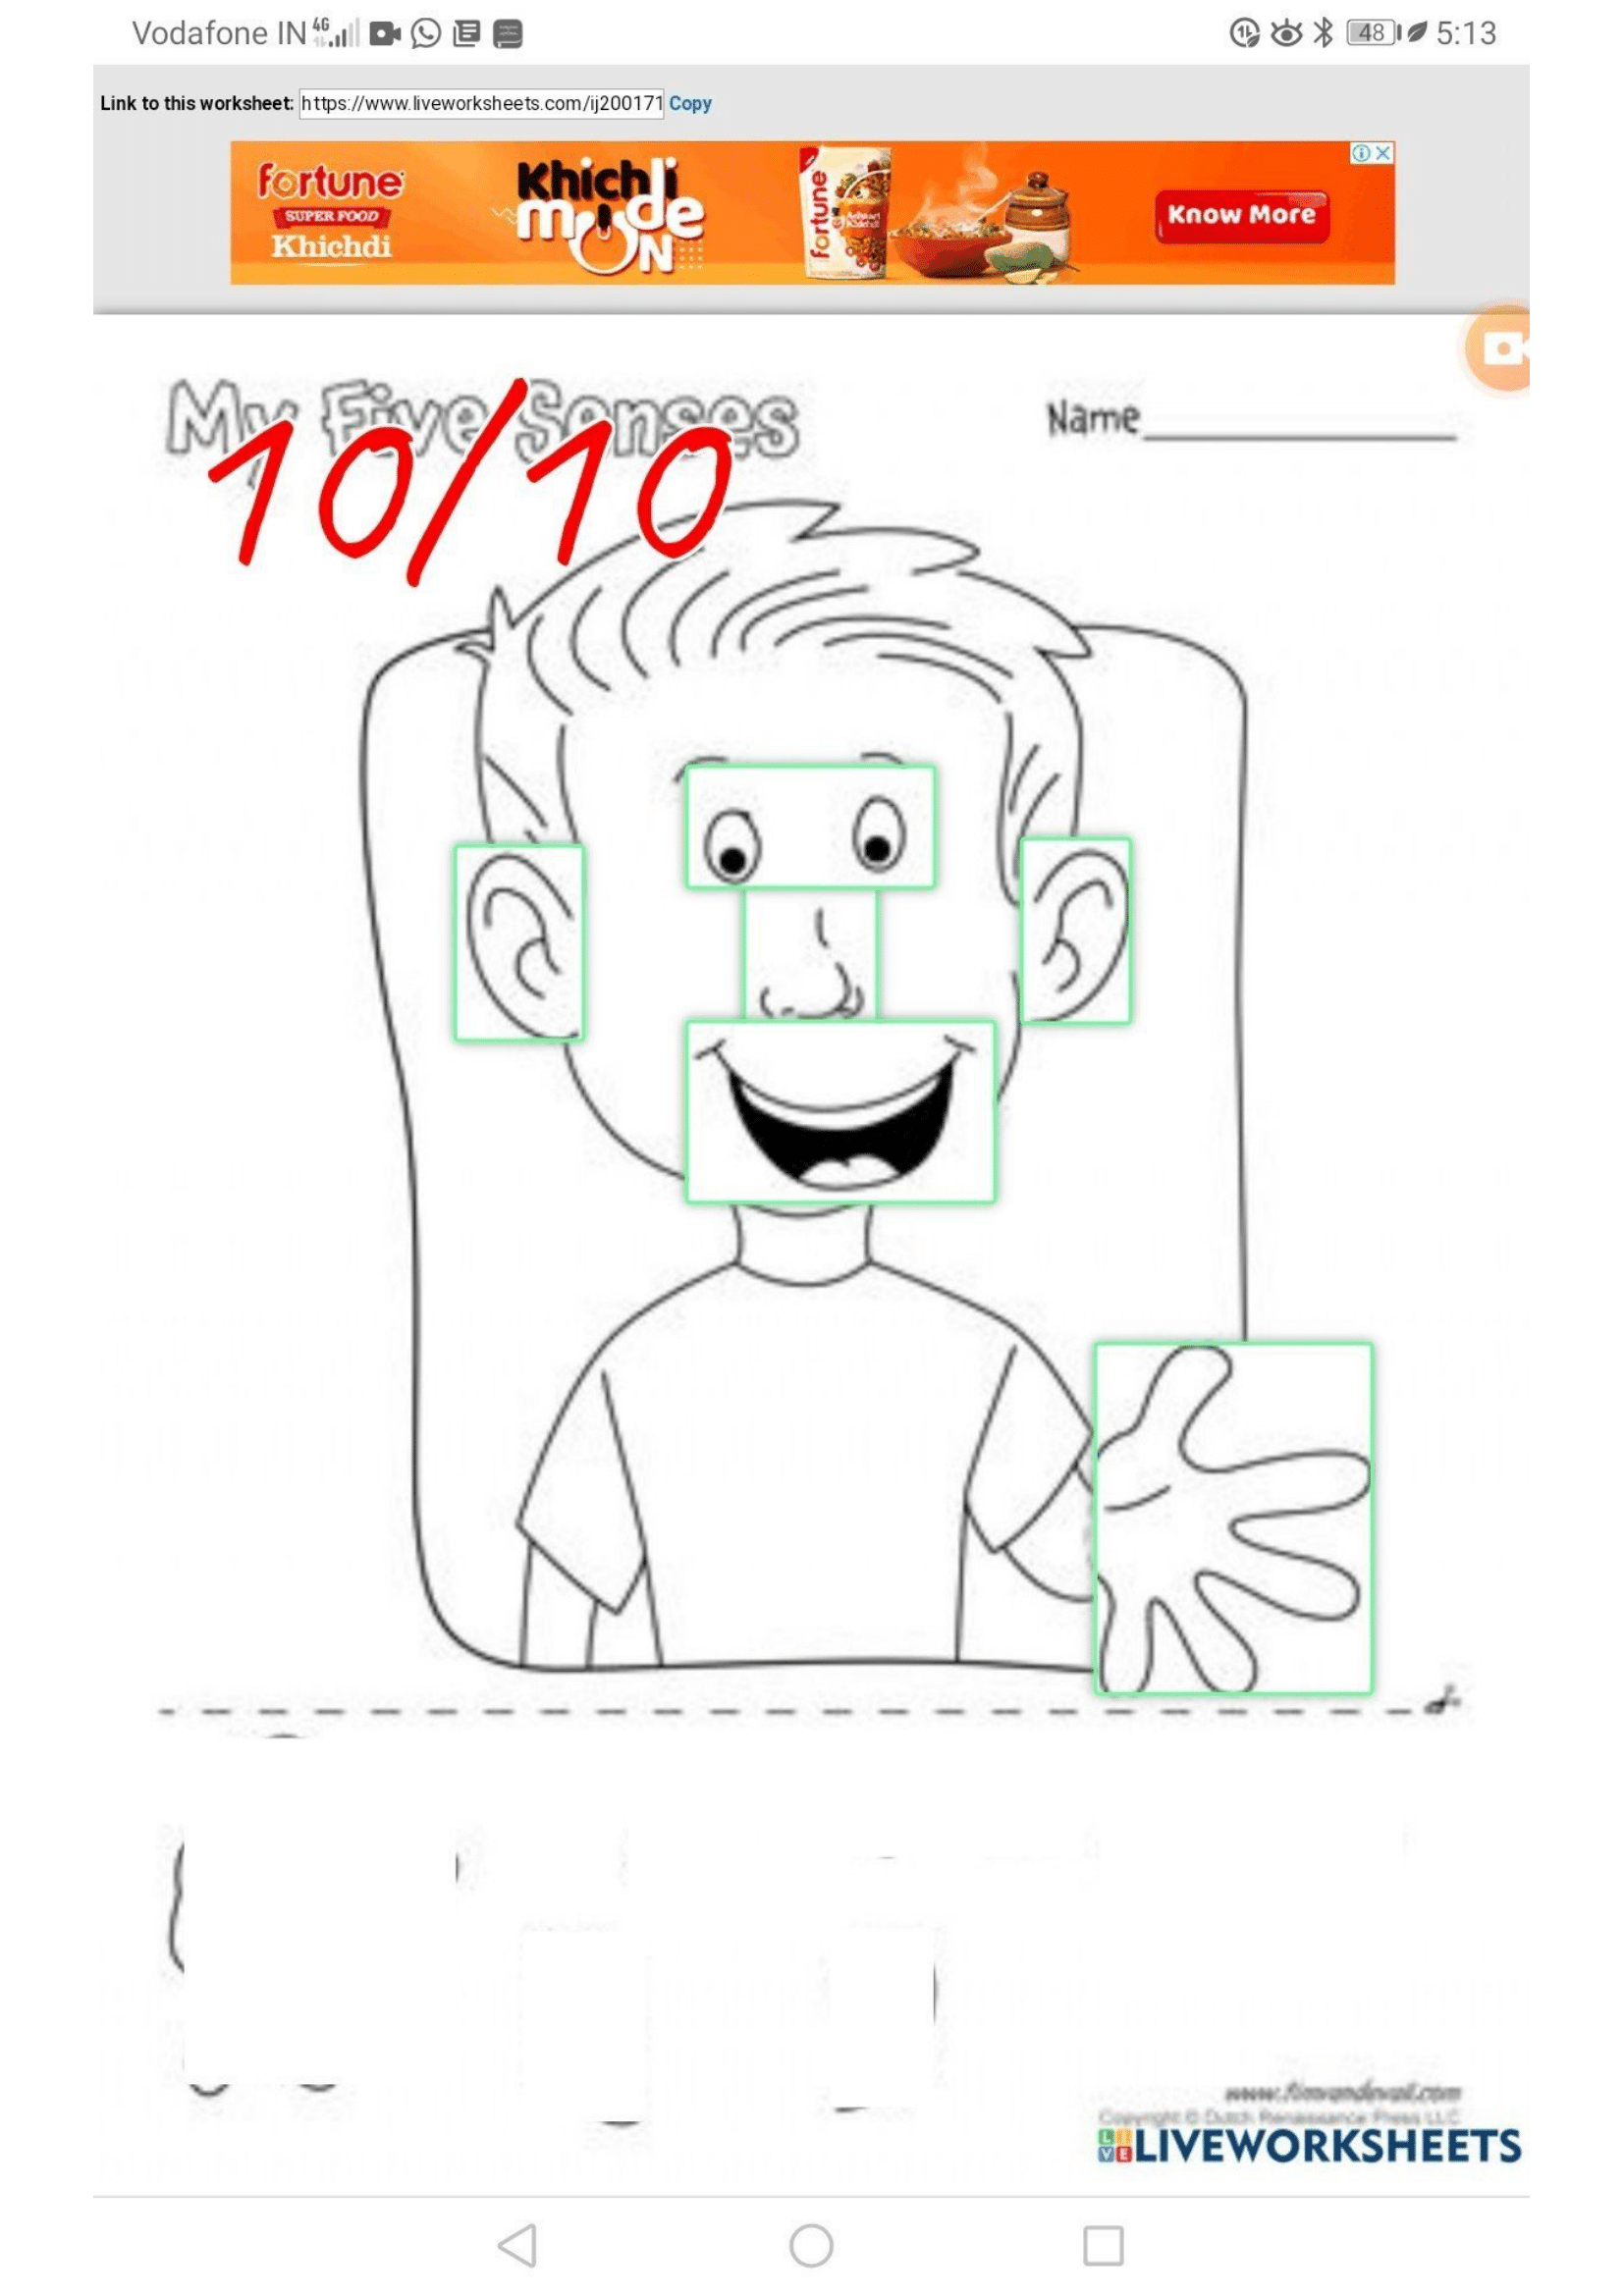 Vodafone IN 4G 48 5:13
Link to this worksheet: https://www.liveworksheets.com/ij200171 Copy
fortune
SUPER FOOD
Khichdi
Khichdi
mode
ON
fortune
Know More
My Five Senses
Name
10/10
Copyright © Dutch Renaissance Press LLC
LIVEWORKSHEETS